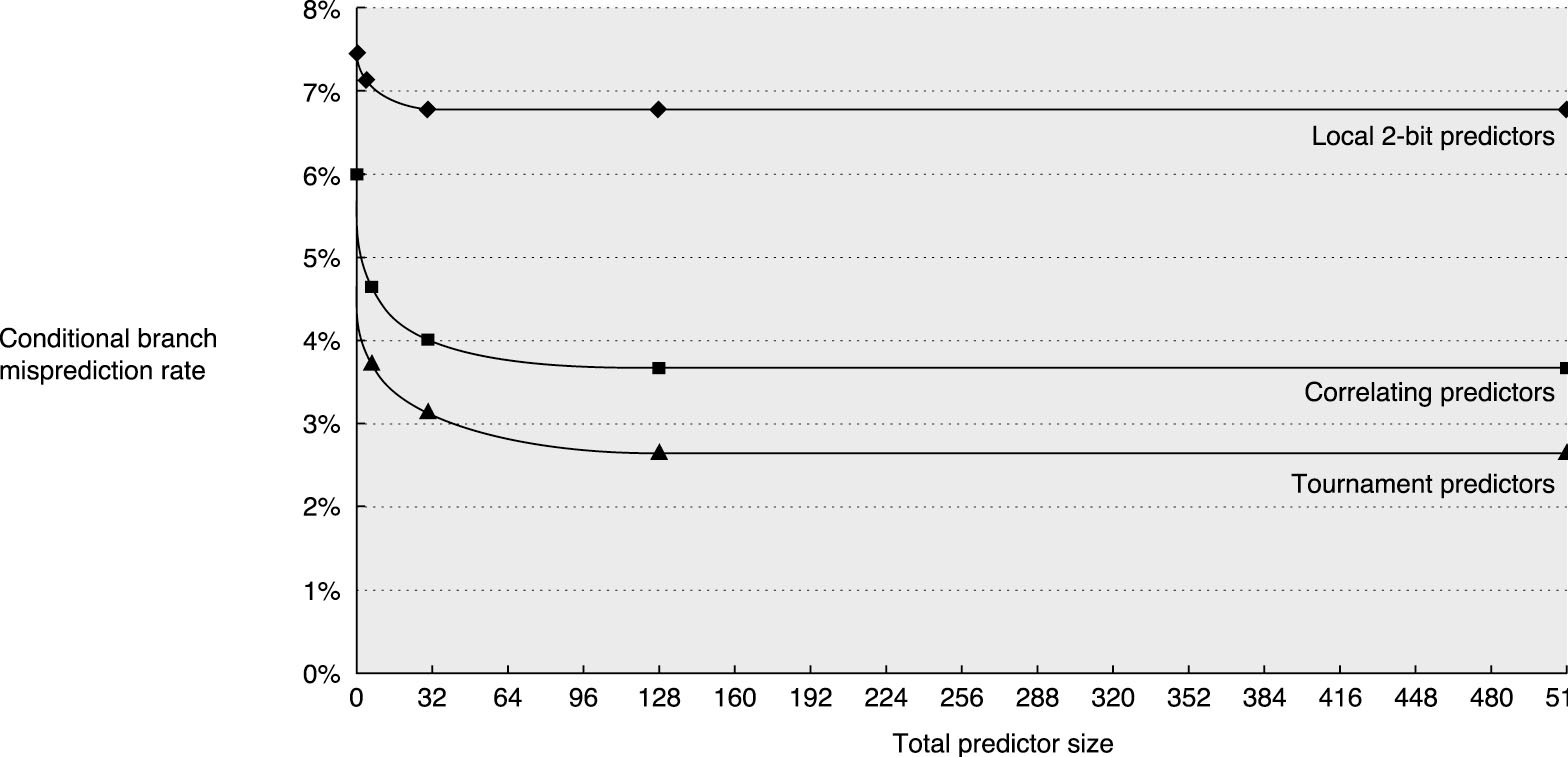 8%
7%
Local 2-bit predictors
6%
5%
Conditional branch
misprediction rate
4%
Correlating predictors
3%
Tournament predictors
2%
1%
0%
0 32 64 96 128 160 192 224 256 288 320 352 384 416 448 480 51
Total predictor size